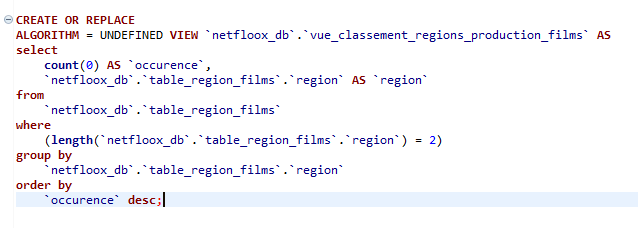 CREATE OR REPLACE
ALGORITHM = UNDEFINED VIEW `netfloox_db`.`vue_classement_regions_production_films` AS
select
    count(0) AS `occurence`,
    `netfloox_db`.`table_region_films`.`region` AS `region`
from
    `netfloox_db`.`table_region_films`
where
    (length(`netfloox_db`.`table_region_films`.`region`) = 2)
group by
    `netfloox_db`.`table_region_films`.`region`
order by
    `occurence` desc;